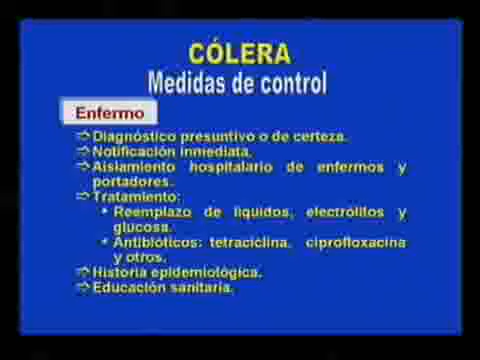 CÓLERA
Medidas de control
Enfermo
⇨Diagnóstico presuntivo o de certeza.
⇨Notificación inmediata.
⇨Aislamiento hospitalario de enfermos y
portadores.
⇨Tratamiento:
• Reemplazo de líquidos, electrólitos y
glucosa.
• Antibióticos: tetraciclina, ciprofloxacina
y otros.
⇨Historia epidemiológica.
⇨Educación sanitaria.